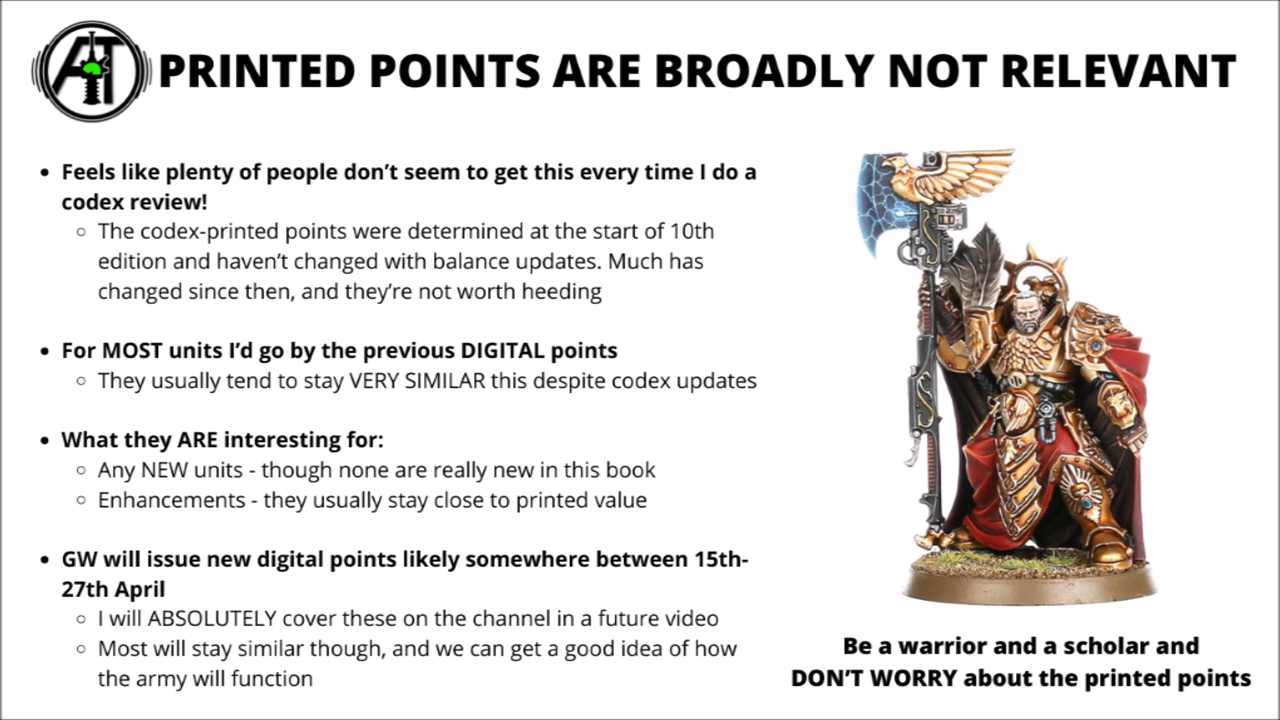 AT
PRINTED POINTS ARE BROADLY NOT RELEVANT
• Feels like plenty of people don't seem to get this every time I do a
codex review!
○ The codex-printed points were determined at the start of 10th
edition and haven't changed with balance updates. Much has
changed since then, and they're not worth heeding
• For MOST units I'd go by the previous DIGITAL points
○ They usually tend to stay VERY SIMILAR this despite codex updates
• What they ARE interesting for:
○ Any NEW units - though none are really new in this book
○ Enhancements - they usually stay close to printed value
• GW will issue new digital points likely somewhere between 15th-
27th April
○ I will ABSOLUTELY cover these on the channel in a future video
○ Most will stay similar though, and we can get a good idea of how
the army will function
Be a warrior and a scholar and
DON'T WORRY about the printed points